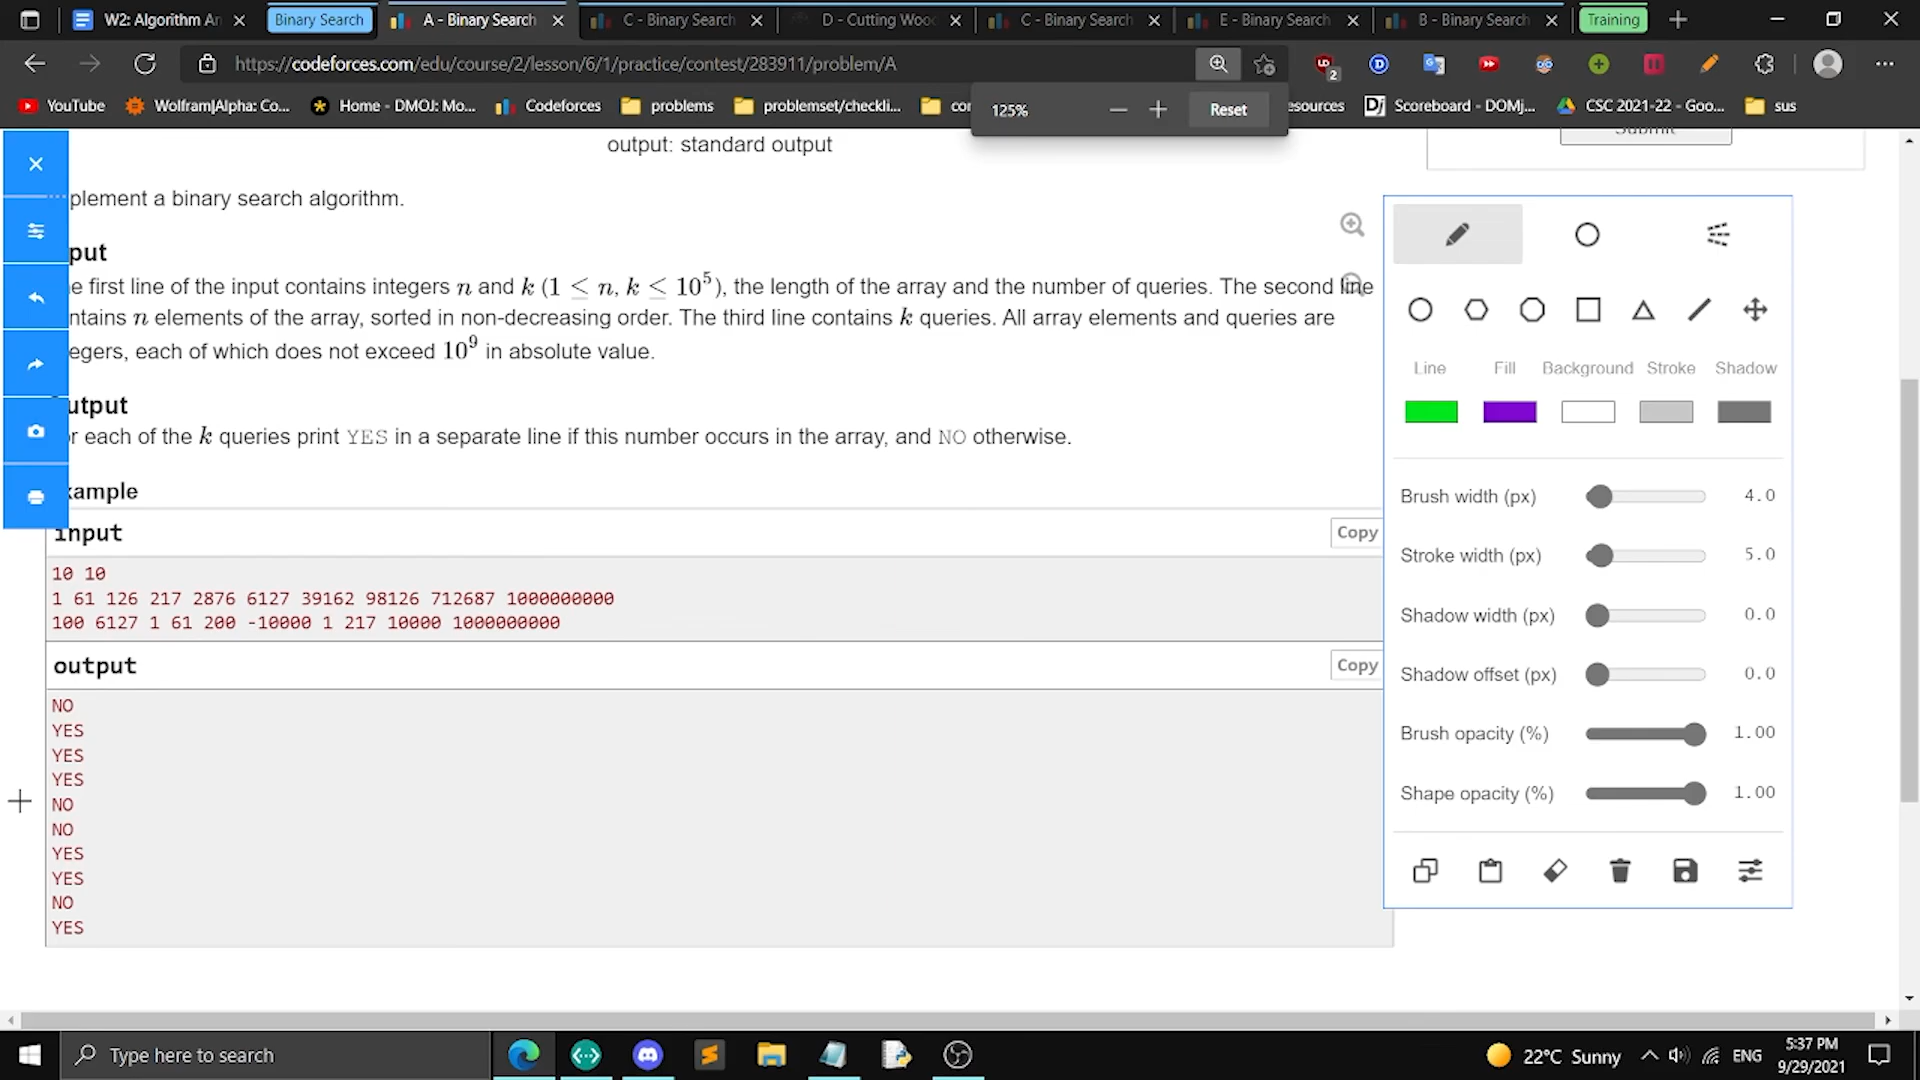 W2: Algorithm An
Binary Search
A - Binary Search
C - Binary Search
D - Cutting Wood
C - Binary Search
E - Binary Search
B - Binary Search
Training
https://codeforces.com/edu/course/2/lesson/6/1/practice/contest/283911/problem/A
2
YouTube
Wolfram|Alpha: Co...
Home - DMOJ: Mo...
Codeforces
problems
problemset/checkli...
con
125%
Reset
esources
Scoreboard - DOMj...
CSC 2021-22 - Goo...
sus
output: standard output
Submit
plement a binary search algorithm.
put
e first line of the input contains integers n and k (1 ≤ n, k ≤ 10^5), the length of the array and the number of queries. The second line
ntains n elements of the array, sorted in non-decreasing order. The third line contains k queries. All array elements and queries are
egers, each of which does not exceed 10^9 in absolute value.
utput
r each of the k queries print YES in a separate line if this number occurs in the array, and NO otherwise.
xample
input
Copy
10 10
1 61 126 217 2876 6127 39162 98126 712687 1000000000
100 6127 1 61 200 -10000 1 217 10000 1000000000
output
Copy
NO
YES
YES
YES
NO
NO
YES
YES
NO
YES
Line Fill Background Stroke Shadow
Brush width (px) 4.0
Stroke width (px) 5.0
Shadow width (px) 0.0
Shadow offset (px) 0.0
Brush opacity (%) 1.00
Shape opacity (%) 1.00
Type here to search
22°C Sunny
ENG
5:37 PM
9/29/2021